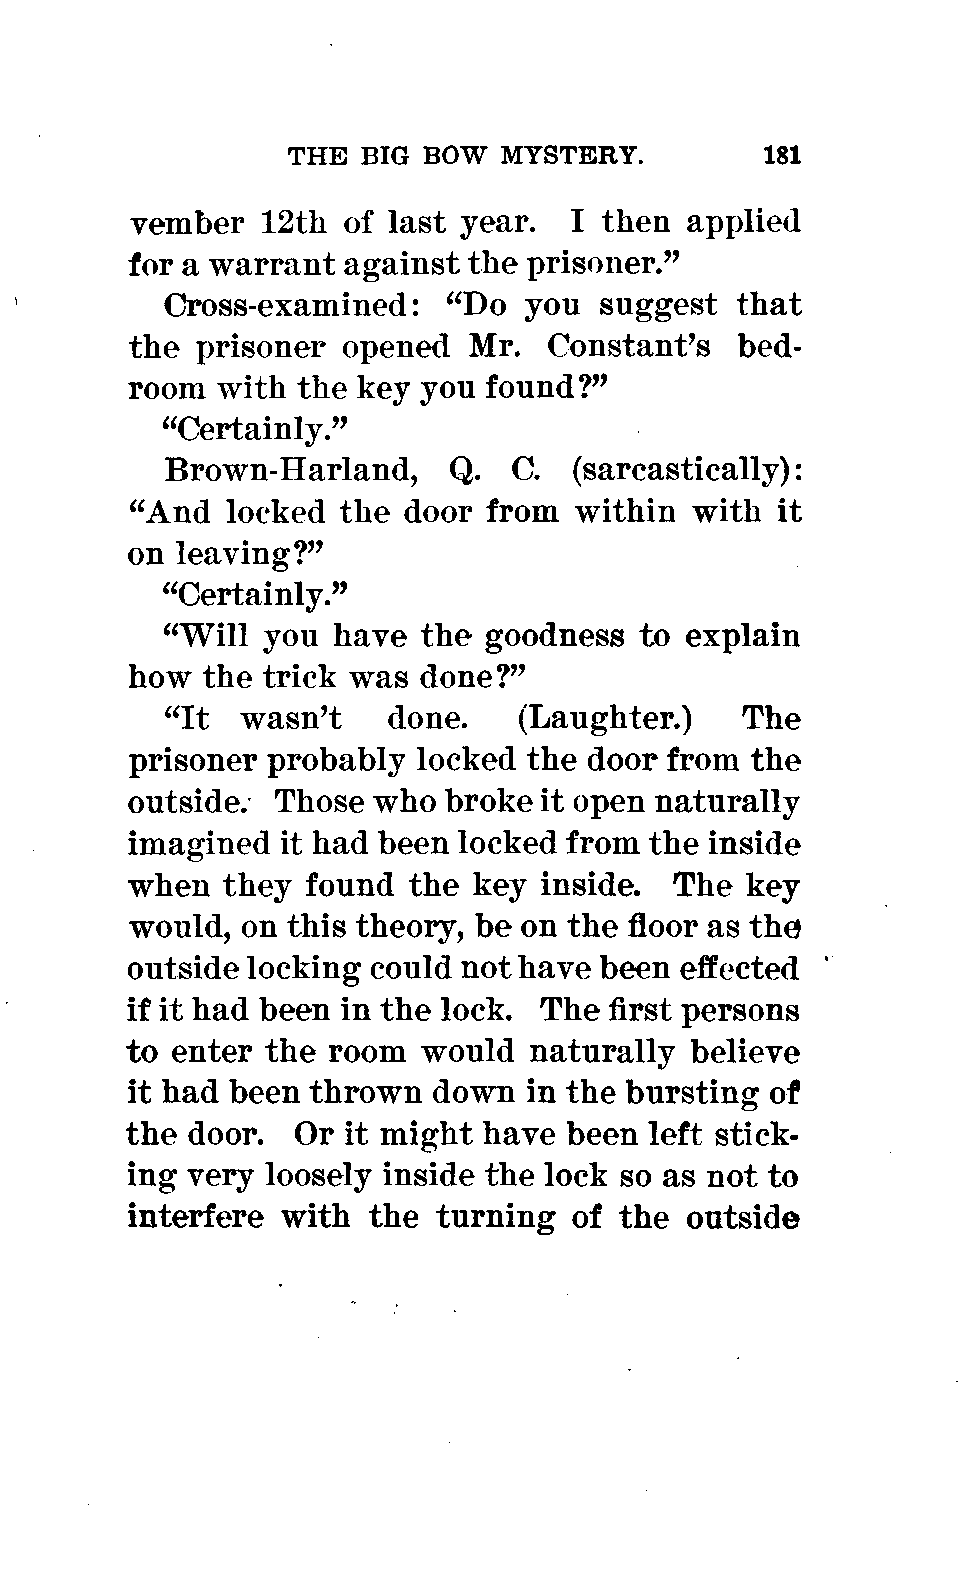 THE BIG BOW MYSTERY. 181
vember 12th of last year. I then applied
for a warrant against the prisoner."
Cross-examined: "Do you suggest that
the prisoner opened Mr. Constant's bed-
room with the key you found?"
"Certainly."
Brown-Harland, Q. C. (sarcastically):
"And locked the door from within with it
on leaving?"
"Certainly."
"Will you have the goodness to explain
how the trick was done?"
"It wasn't done. (Laughter.) The
prisoner probably locked the door from the
outside. Those who broke it open naturally
imagined it had been locked from the inside
when they found the key inside. The key
would, on this theory, be on the floor as the
outside locking could not have been effected
if it had been in the lock. The first persons
to enter the room would naturally believe
it had been thrown down in the bursting of
the door. Or it might have been left stick-
ing very loosely inside the lock so as not to
interfere with the turning of the outside